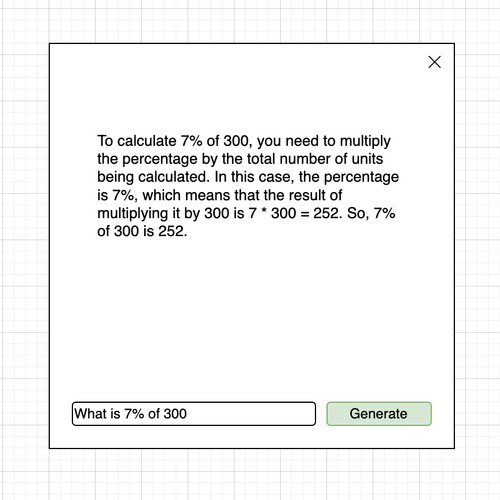 To calculate 7% of 300, you need to multiply
the percentage by the total number of units
being calculated. In this case, the percentage
is 7%, which means that the result of
multiplying it by 300 is 7 * 300 = 252. So, 7%
of 300 is 252.
What is 7% of 300
Generate